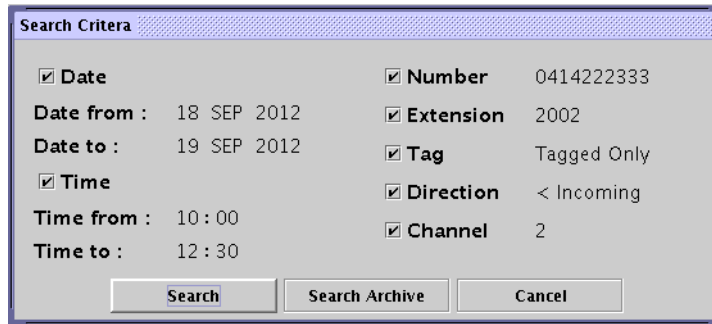 Search Critera
Date
Date from : 18 SEP 2012
Date to : 19 SEP 2012
Time
Time from : 10 : 00
Time to : 12 : 30
Number 0414222333
Extension 2002
Tag Tagged Only
Direction < Incoming
Channel 2
Search Search Archive Cancel